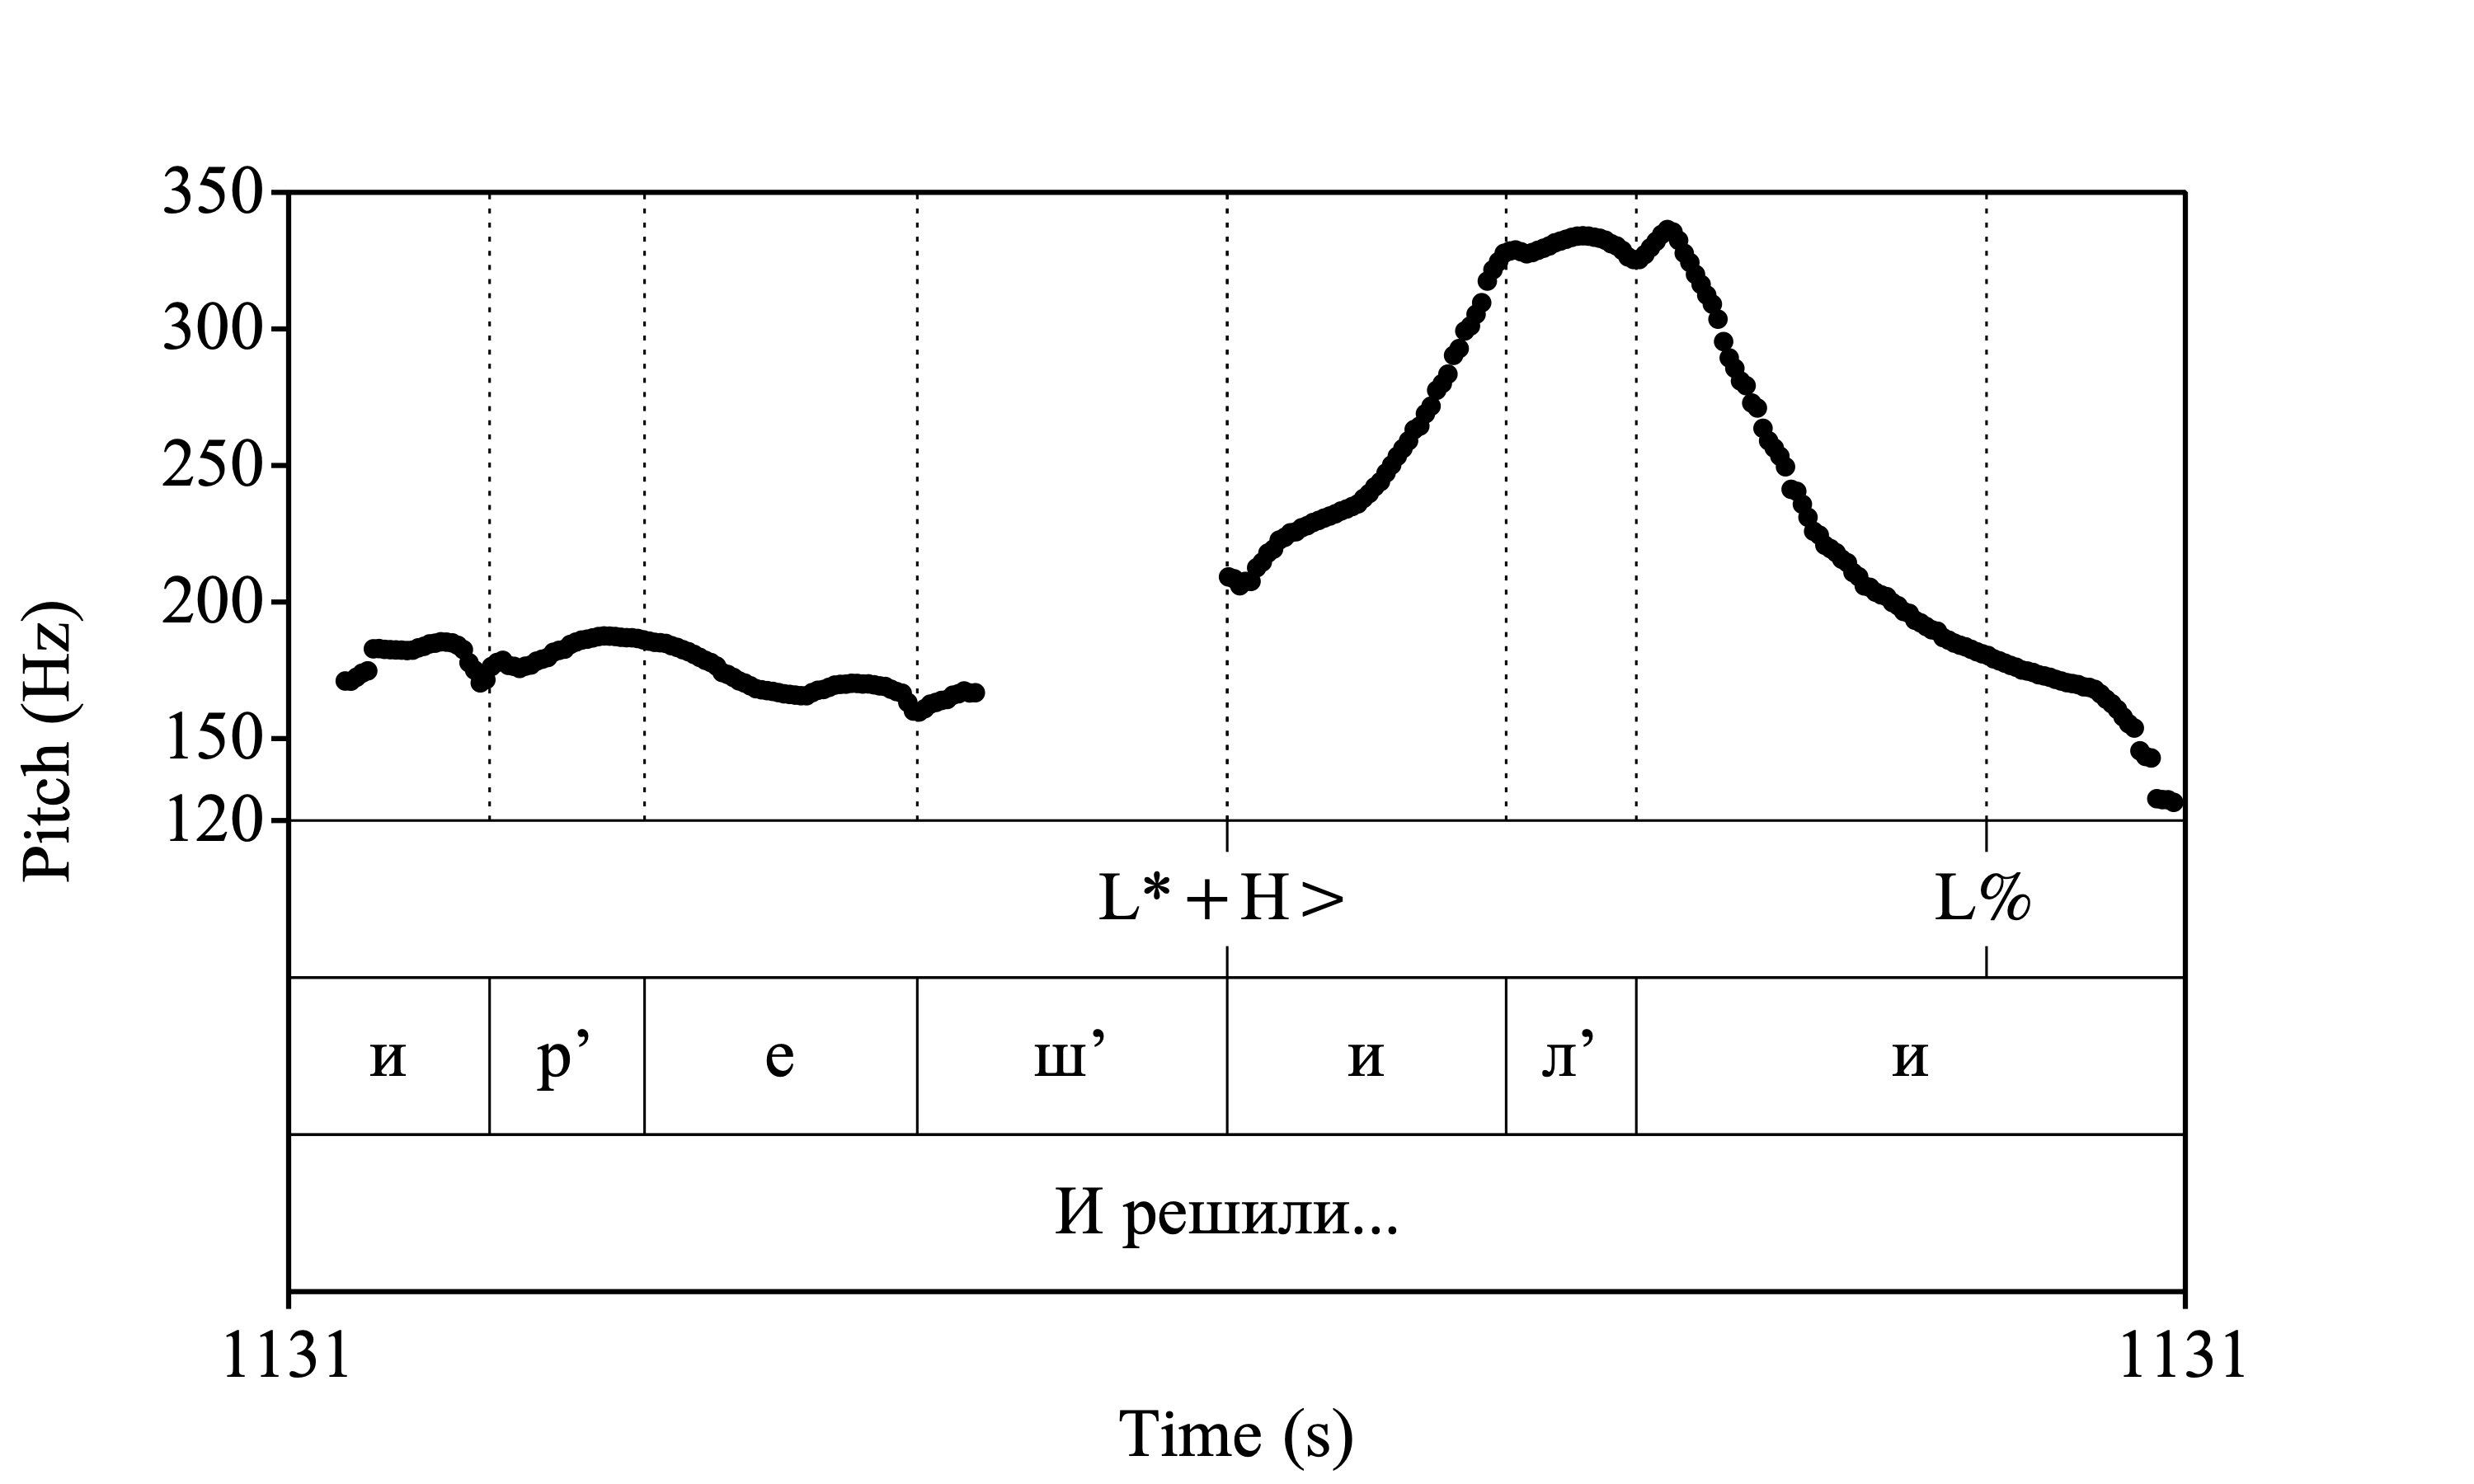 350
300
250
200
150
120
Pitch (Hz)
L*+H> L%
и р’ е ш’ и л’ и
И решили...
1131 1131
Time (s)